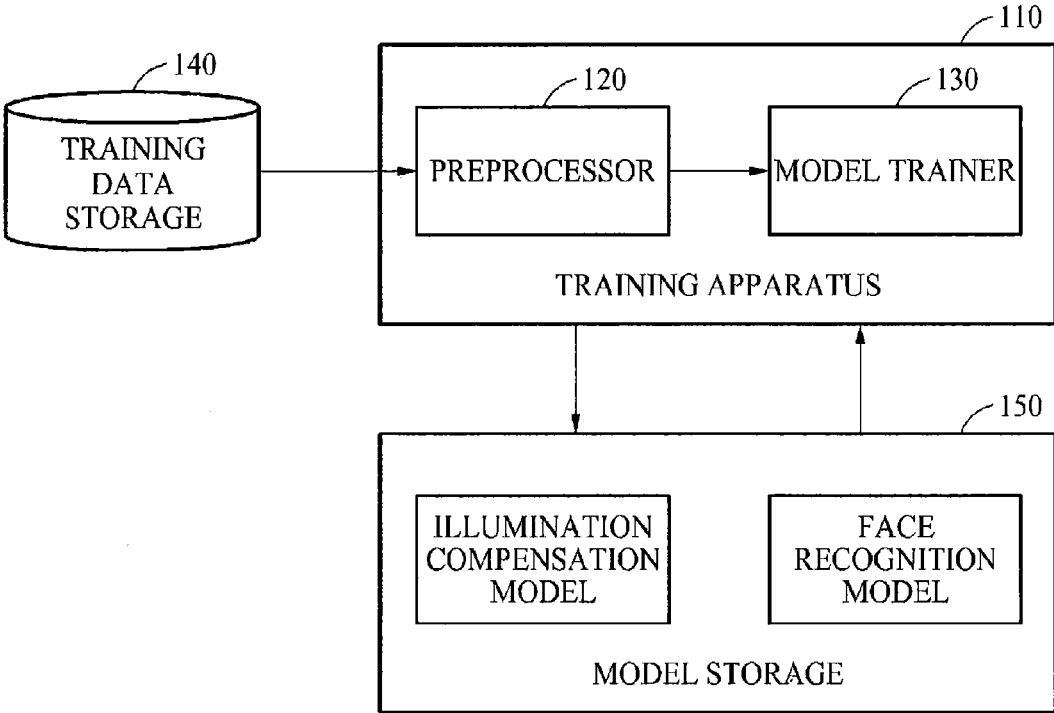 110
140
120
130
TRAINING
DATA
STORAGE
PREPROCESSOR
MODEL TRAINER
TRAINING APPARATUS
150
ILLUMINATION
COMPENSATION
MODEL
FACE
RECOGNITION
MODEL
MODEL STORAGE